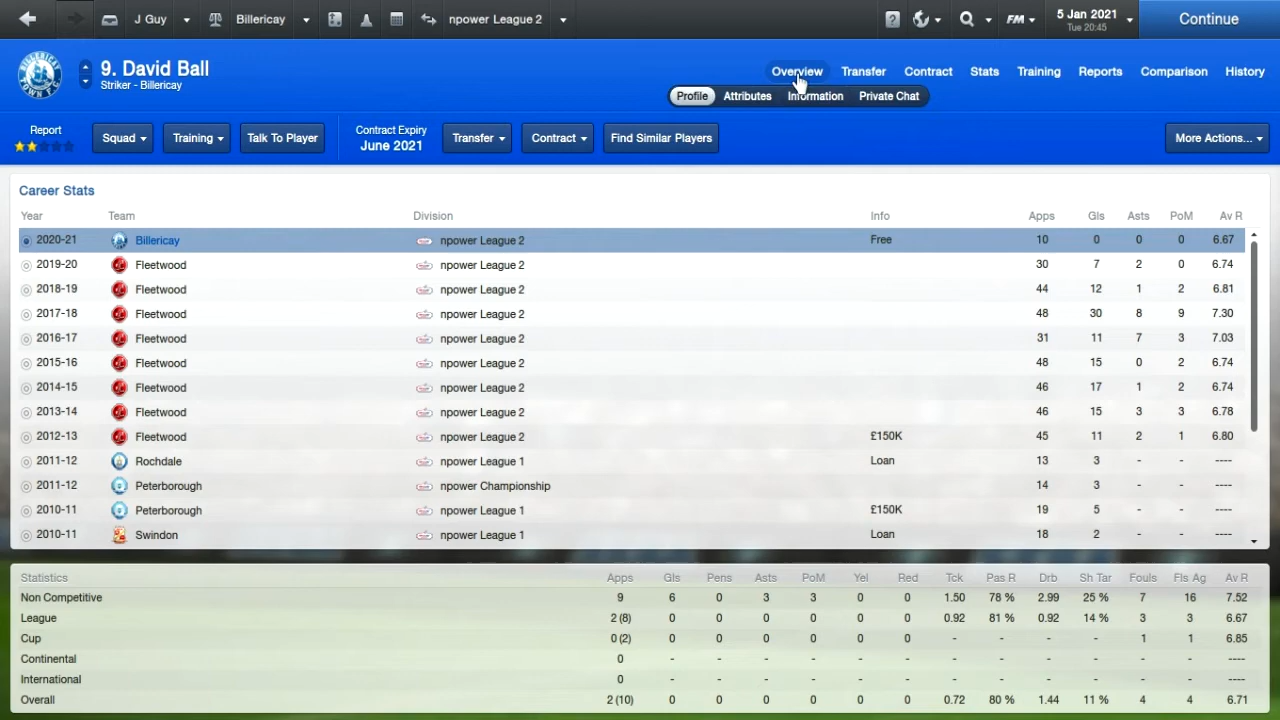 J Guy Billericay npower League 2 ? FM 5 Jan 2021 Tue 20:45 Continue
9. David Ball
Striker - Billericay
Overview Transfer Contract Stats Training Reports Comparison History
Profile Attributes Information Private Chat
Report Squad Training Talk To Player Contract Expiry June 2021 Transfer Contract Find Similar Players More Actions...
Career Stats
Year Team Division Info Apps Gls Asts PoM Av R
2020-21 Billericay npower League 2 Free 10 0 0 0 6.67
2019-20 Fleetwood npower League 2 30 7 2 0 6.74
2018-19 Fleetwood npower League 2 44 12 1 2 6.81
2017-18 Fleetwood npower League 2 48 30 8 9 7.30
2016-17 Fleetwood npower League 2 31 11 7 3 7.03
2015-16 Fleetwood npower League 2 48 15 0 2 6.74
2014-15 Fleetwood npower League 2 46 17 1 2 6.74
2013-14 Fleetwood npower League 2 46 15 3 3 6.78
2012-13 Fleetwood npower League 2 £150K 45 11 2 1 6.80
2011-12 Rochdale npower League 1 Loan 13 3 - - ----
2011-12 Peterborough npower Championship 14 3 - - ----
2010-11 Peterborough npower League 1 £150K 19 5 - - ----
2010-11 Swindon npower League 1 Loan 18 2 - - ----
Statistics Apps Gls Pens Asts PoM Yel Red Tck Pas R Drb Sh Tar Fouls Fls Ag Av R
Non Competitive 9 6 0 3 3 0 0 1.50 78 % 2.99 25 % 7 16 7.52
League 2 (8) 0 0 0 0 0 0 0.92 81 % 0.92 14 % 3 3 6.67
Cup 0 (2) 0 0 0 0 0 0 - - - - 1 1 6.85
Continental 0 - - - - - - - - - - - - ----
International 0 - - - - - - - - - - - - ----
Overall 2 (10) 0 0 0 0 0 0 0.72 80 % 1.44 11 % 4 4 6.71